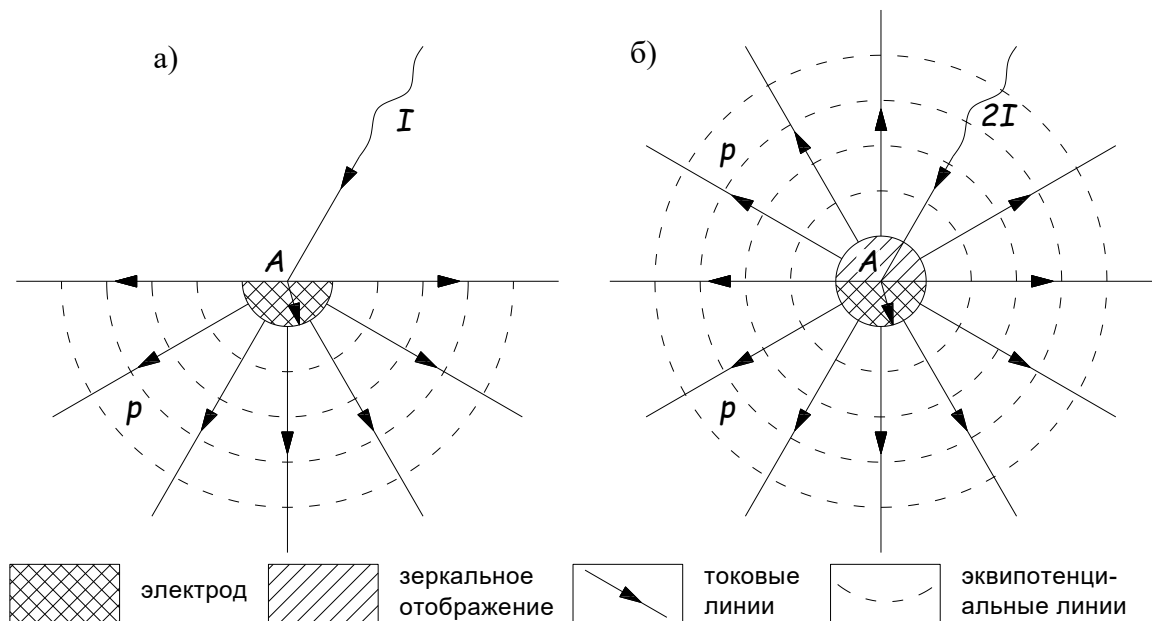 а)
I
A
p
б)
2I
p
A
p
электрод
зеркальное
отображение
токовые
линии
эквипотенци-
альные линии